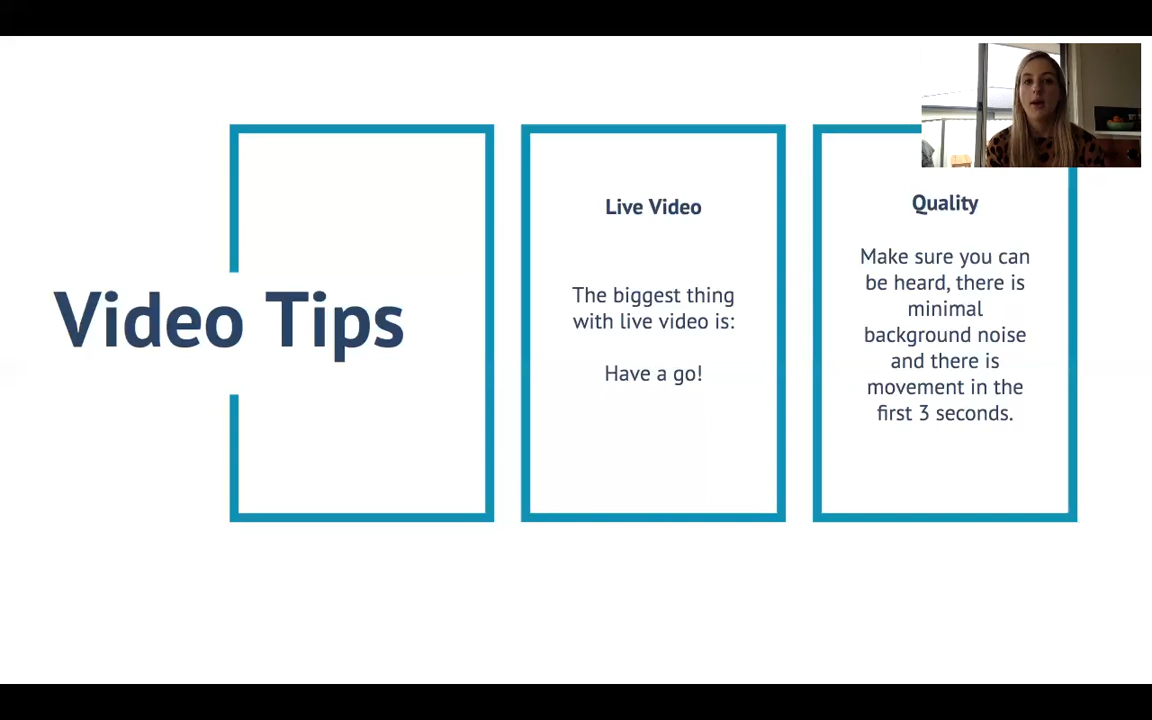 Video Tips
Live Video
The biggest thing
with live video is:
Have a go!
Quality
Make sure you can
be heard, there is
minimal
background noise
and there is
movement in the
first 3 seconds.